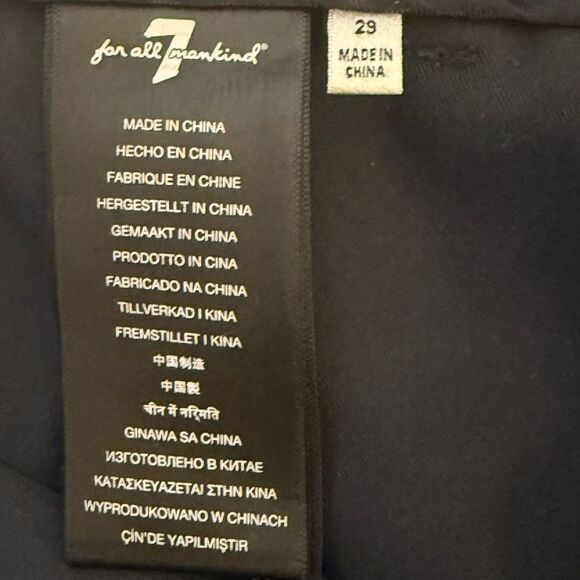 7
for all mankind®
MADE IN CHINA
HECHO EN CHINA
FABRIQUE EN CHINE
HERGESTELLT IN CHINA
GEMAAKT IN CHINA
PRODOTTO IN CINA
FABRICADO NA CHINA
TILLVERKAD I KINA
FREMSTILLET I KINA
中国制造
中国製
चीन में नर्िमति
GINAWA SA CHINA
ИЗГОТОВЛЕНО В КИТАЕ
ΚΑΤΑΣΚΕΥΑΖΕΤΑΙ ΣΤΗΝ ΚΙΝΑ
WYPRODUKOWANO W CHINACH
ÇİN'DE YAPILMIŞTIR
29
MADE IN
CHINA